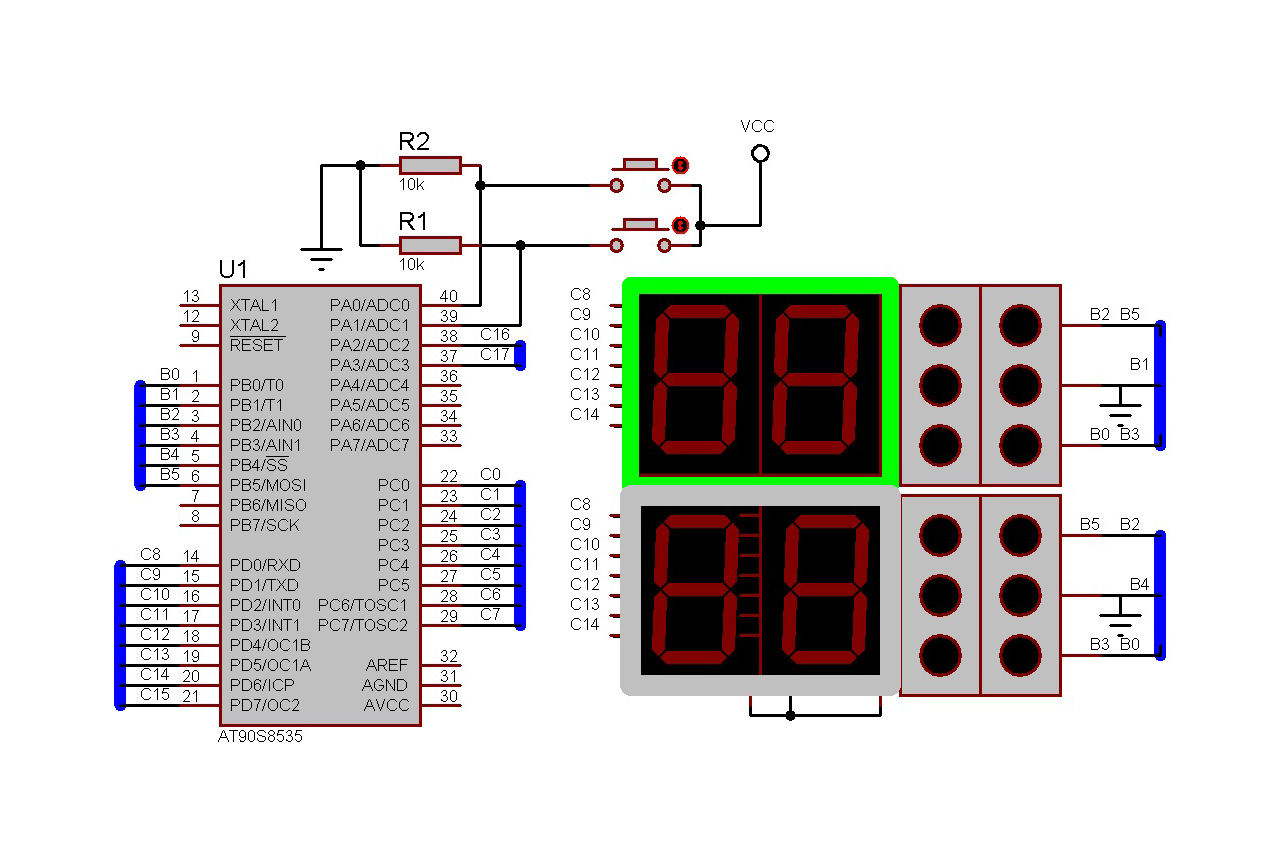 VCC
R2
10k
R1
10k
U1
13 XTAL1 PA0/ADC0 40
12 XTAL2 PA1/ADC1 39
9 RESET PA2/ADC2 38 C16
PA3/ADC3 37 C17
B0 1 PB0/T0 PA4/ADC4 36
B1 2 PB1/T1 PA5/ADC5 35
B2 3 PB2/AIN0 PA6/ADC6 34
B3 4 PB3/AIN1 PA7/ADC7 33
B4 5 PB4/SS
B5 6 PB5/MOSI PC0 22 C0
7 PB6/MISO PC1 23 C1
8 PB7/SCK PC2 24 C2
PC3 25 C3
C8 14 PD0/RXD PC4 26 C4
C9 15 PD1/TXD PC5 27 C5
C10 16 PD2/INT0 PC6/TOSC1 28 C6
C11 17 PD3/INT1 PC7/TOSC2 29 C7
C12 18 PD4/OC1B
C13 19 PD5/OC1A AREF 32
C14 20 PD6/ICP AGND 31
C15 21 PD7/OC2 AVCC 30
AT90S8535
C8
C9
C10
C11
C12
C13
C14
88
B2 B5
B1
B0 B3
C8
C9
C10
C11
C12
C13
C14
88
B5 B2
B4
B3 B0